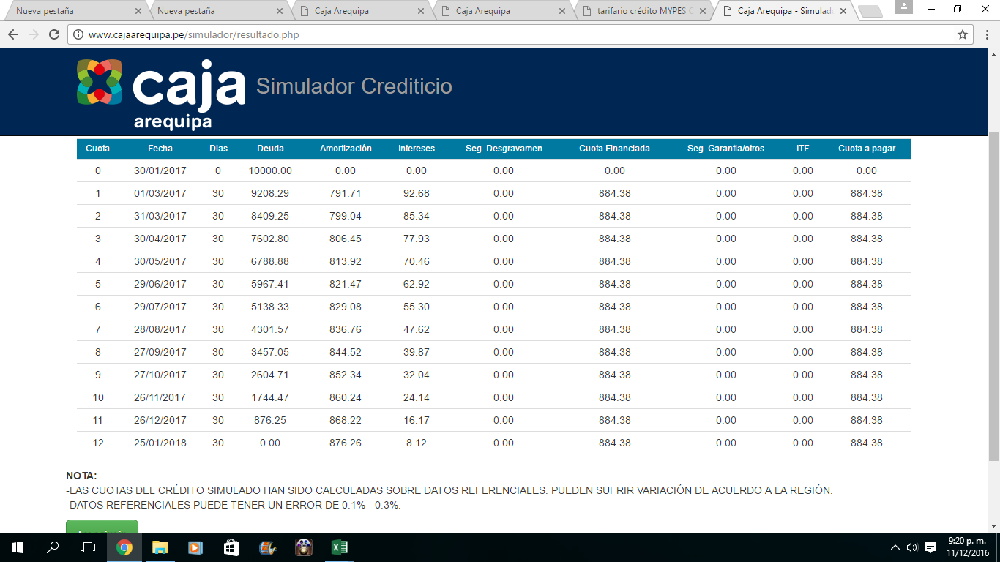 Nueva pestaña
Nueva pestaña
Caja Arequipa
Caja Arequipa
tarifario crédito MYPES
Caja Arequipa - Simulad
www.cajaarequipa.pe/simulador/resultado.php
caja arequipa
Simulador Crediticio
Cuota Fecha Dias Deuda Amortización Intereses Seg. Desgravamen Cuota Financiada Seg. Garantia/otros ITF Cuota a pagar
0 30/01/2017 0 10000.00 0.00 0.00 0.00 0.00 0.00 0.00 0.00
1 01/03/2017 30 9208.29 791.71 92.68 0.00 884.38 0.00 0.00 884.38
2 31/03/2017 30 8409.25 799.04 85.34 0.00 884.38 0.00 0.00 884.38
3 30/04/2017 30 7602.80 806.45 77.93 0.00 884.38 0.00 0.00 884.38
4 30/05/2017 30 6788.88 813.92 70.46 0.00 884.38 0.00 0.00 884.38
5 29/06/2017 30 5967.41 821.47 62.92 0.00 884.38 0.00 0.00 884.38
6 29/07/2017 30 5138.33 829.08 55.30 0.00 884.38 0.00 0.00 884.38
7 28/08/2017 30 4301.57 836.76 47.62 0.00 884.38 0.00 0.00 884.38
8 27/09/2017 30 3457.05 844.52 39.87 0.00 884.38 0.00 0.00 884.38
9 27/10/2017 30 2604.71 852.34 32.04 0.00 884.38 0.00 0.00 884.38
10 26/11/2017 30 1744.47 860.24 24.14 0.00 884.38 0.00 0.00 884.38
11 26/12/2017 30 876.25 868.22 16.17 0.00 884.38 0.00 0.00 884.38
12 25/01/2018 30 0.00 876.26 8.12 0.00 884.38 0.00 0.00 884.38
NOTA:
-LAS CUOTAS DEL CRÉDITO SIMULADO HAN SIDO CALCULADAS SOBRE DATOS REFERENCIALES. PUEDEN SUFRIR VARIACIÓN DE ACUERDO A LA REGIÓN.
-DATOS REFERENCIALES PUEDE TENER UN ERROR DE 0.1% - 0.3%.
9:20 p. m.
11/12/2016